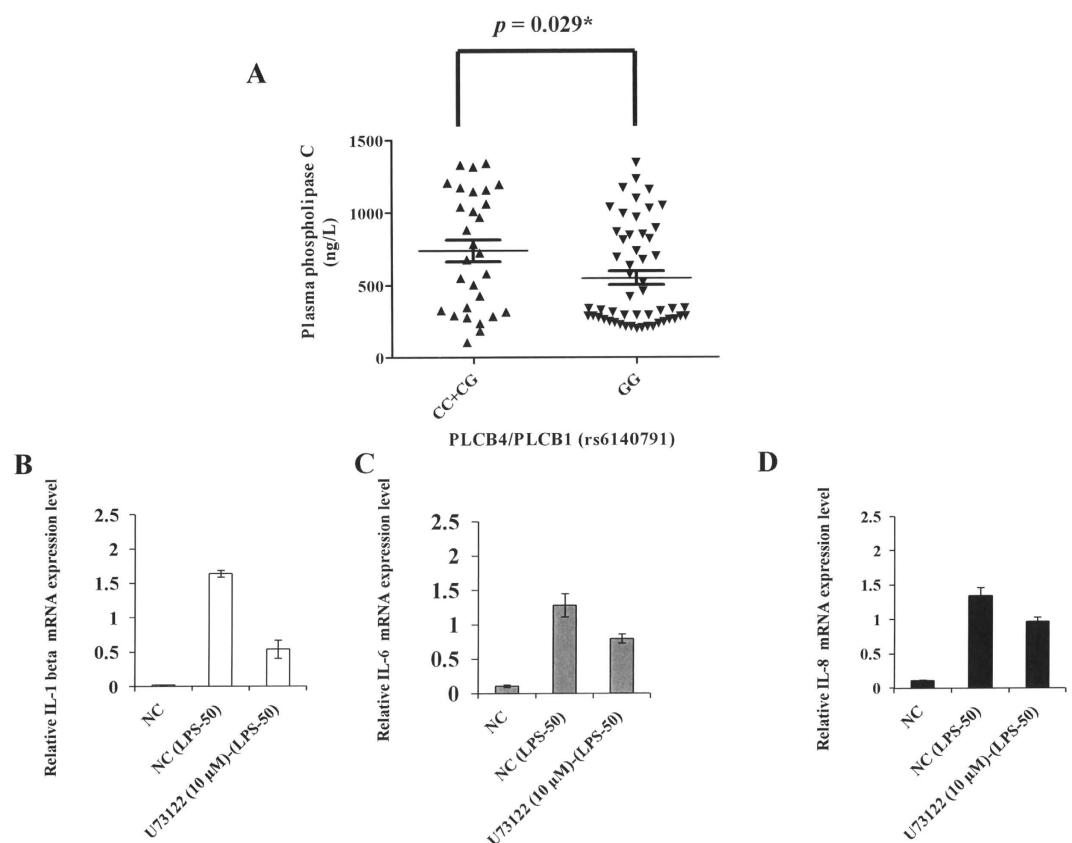 p = 0.029*
A
Plasma phospholipase C
(ng/L)
1500
1000
500
0
CC+CG
GG
PLCB4/PLCB1 (rs6140791)
B
Relative IL-1 beta mRNA expression level
2.5
2
1.5
1
0.5
0
NC
NC (LPS-50)
U73122 (10 µM)-(LPS-50)
C
Relative IL-6 mRNA expression level
2.5
2
1.5
1
0.5
0
NC
NC (LPS-50)
U73122 (10 µM)-(LPS-50)
D
Relative IL-8 mRNA expression level
2.5
2
1.5
1
0.5
0
NC
NC (LPS-50)
U73122 (10 µM)-(LPS-50)